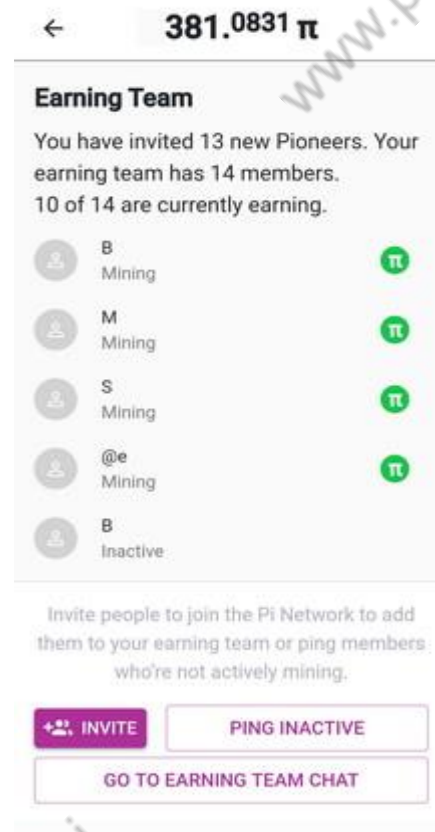 381.0831 π
www.p
Earning Team
You have invited 13 new Pioneers. Your
earning team has 14 members.
10 of 14 are currently earning.
B
Mining
π
M
Mining
π
S
Mining
π
@e
Mining
π
B
Inactive
Invite people to join the Pi Network to add
them to your earning team or ping members
who're not actively mining.
INVITE
PING INACTIVE
GO TO EARNING TEAM CHAT